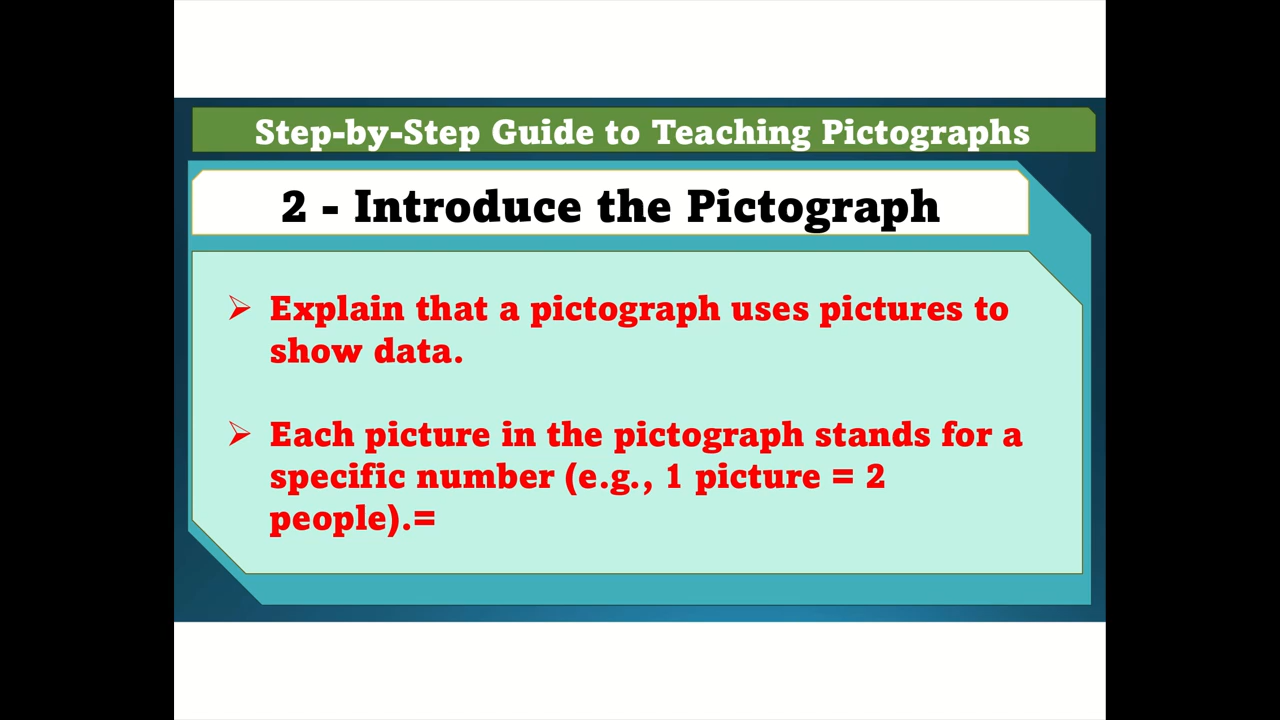 Step-by-Step Guide to Teaching Pictographs
2 - Introduce the Pictograph
➢ Explain that a pictograph uses pictures to
show data.
➢ Each picture in the pictograph stands for a
specific number (e.g., 1 picture = 2
people).=